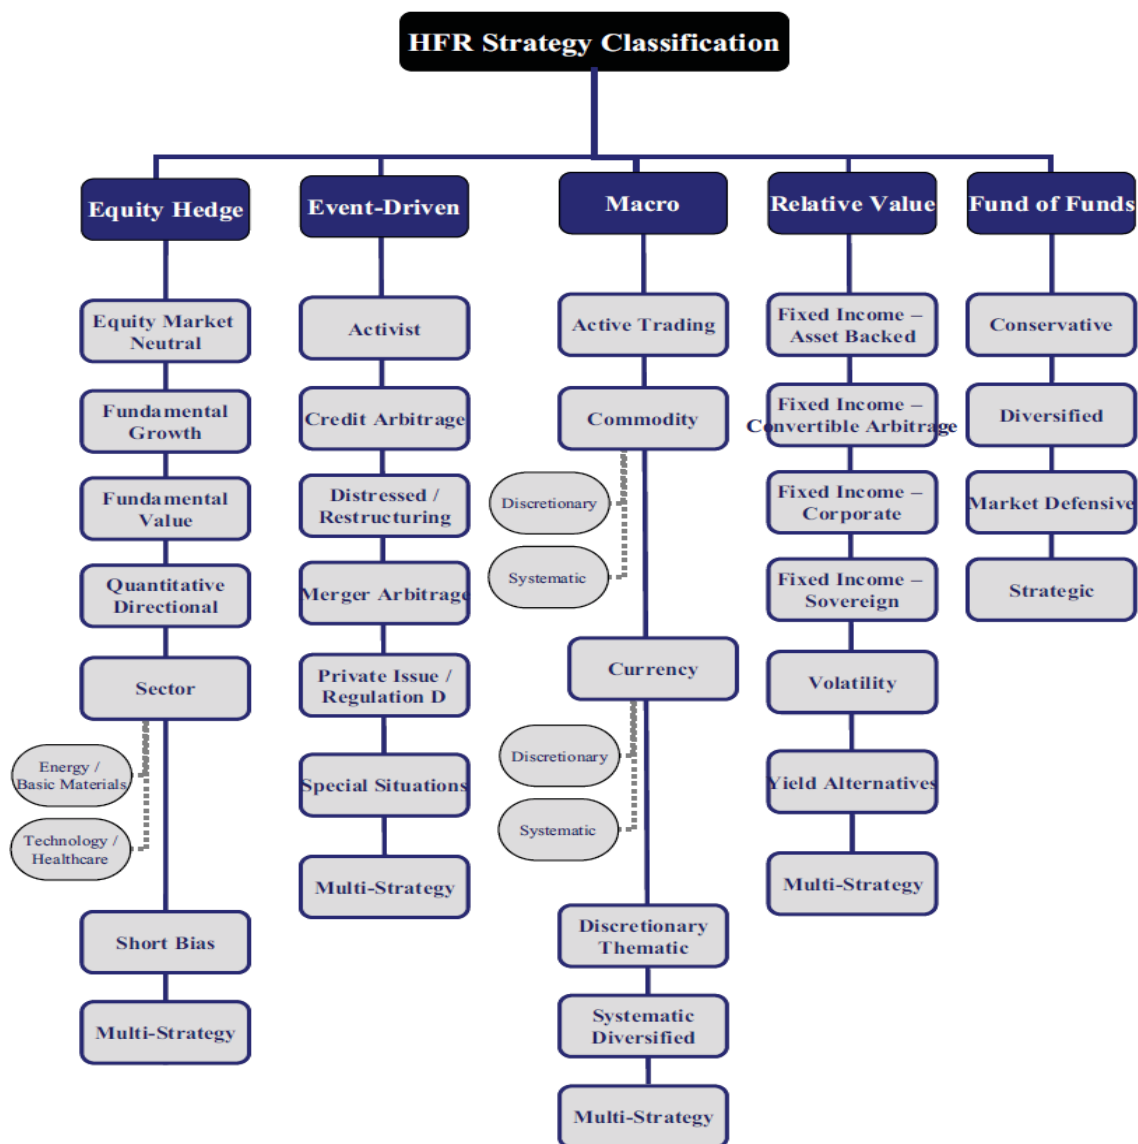 HFR Strategy Classification
Equity Hedge
Equity Market
Neutral
Fundamental
Growth
Fundamental
Value
Quantitative
Directional
Sector
Energy /
Basic Materials
Technology /
Healthcare
Short Bias
Multi-Strategy
Event-Driven
Activist
Credit Arbitrage
Distressed /
Restructuring
Merger Arbitrage
Private Issue /
Regulation D
Special Situations
Multi-Strategy
Macro
Active Trading
Commodity
Discretionary
Systematic
Currency
Discretionary
Systematic
Discretionary
Thematic
Systematic
Diversified
Multi-Strategy
Relative Value
Fixed Income –
Asset Backed
Fixed Income –
Convertible Arbitrage
Fixed Income –
Corporate
Fixed Income –
Sovereign
Volatility
Yield Alternatives
Multi-Strategy
Fund of Funds
Conservative
Diversified
Market Defensive
Strategic